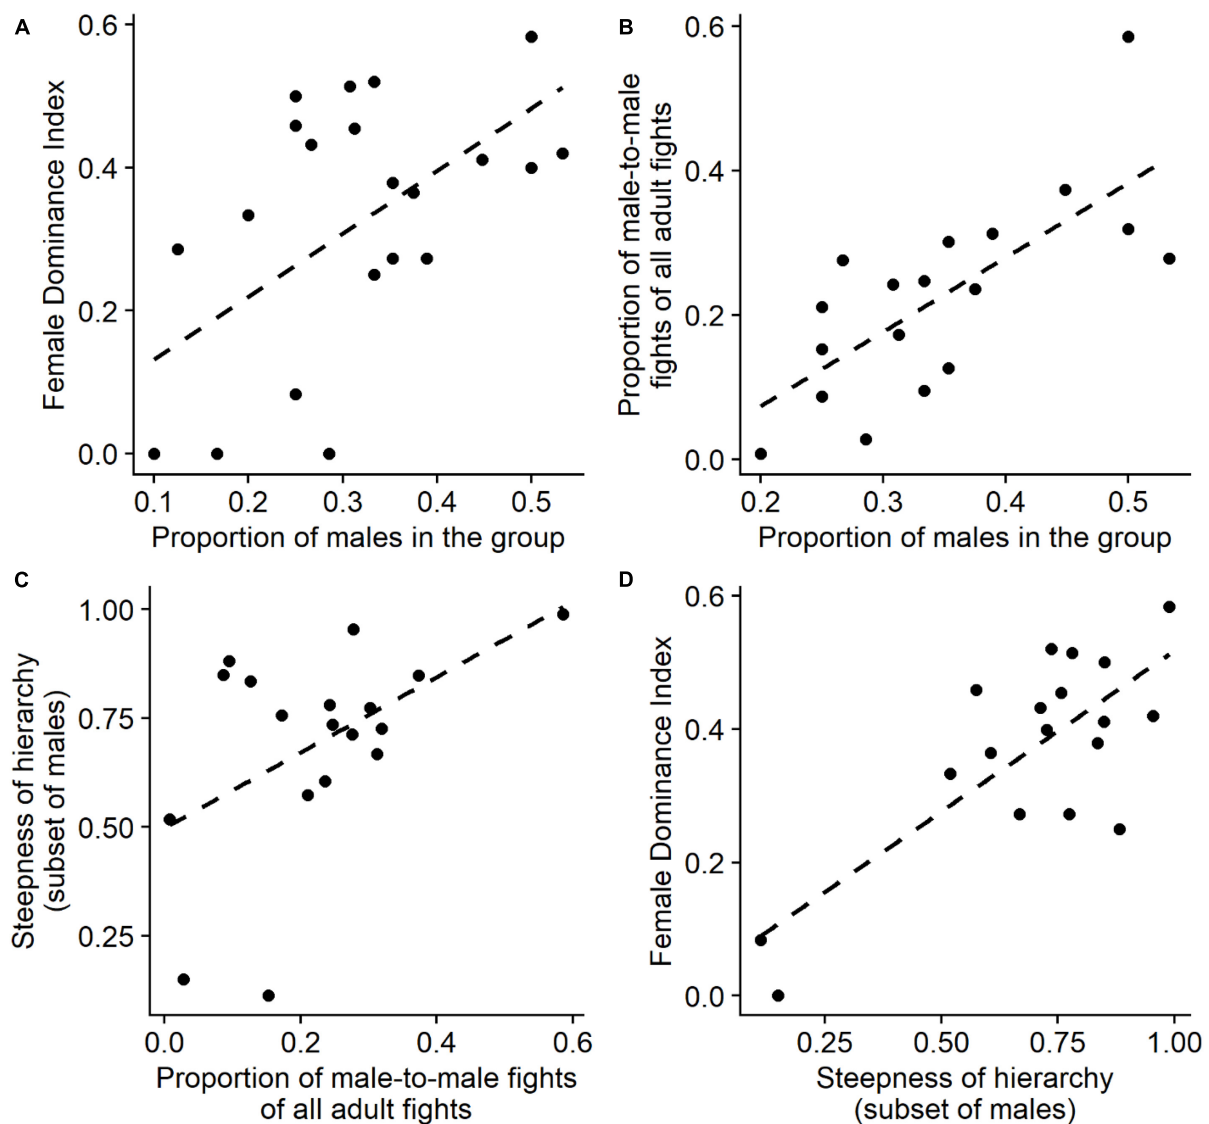 A
Female Dominance Index
0.6
0.4
0.2
0.0
0.1 0.2 0.3 0.4 0.5
Proportion of males in the group
B
Proportion of male-to-male
fights of all adult fights
0.6
0.4
0.2
0.0
0.2 0.3 0.4 0.5
Proportion of males in the group
C
Steepness of hierarchy
(subset of males)
1.00
0.75
0.50
0.25
0.0 0.2 0.4 0.6
Proportion of male-to-male fights
of all adult fights
D
Female Dominance Index
0.6
0.4
0.2
0.0
0.25 0.50 0.75 1.00
Steepness of hierarchy
(subset of males)